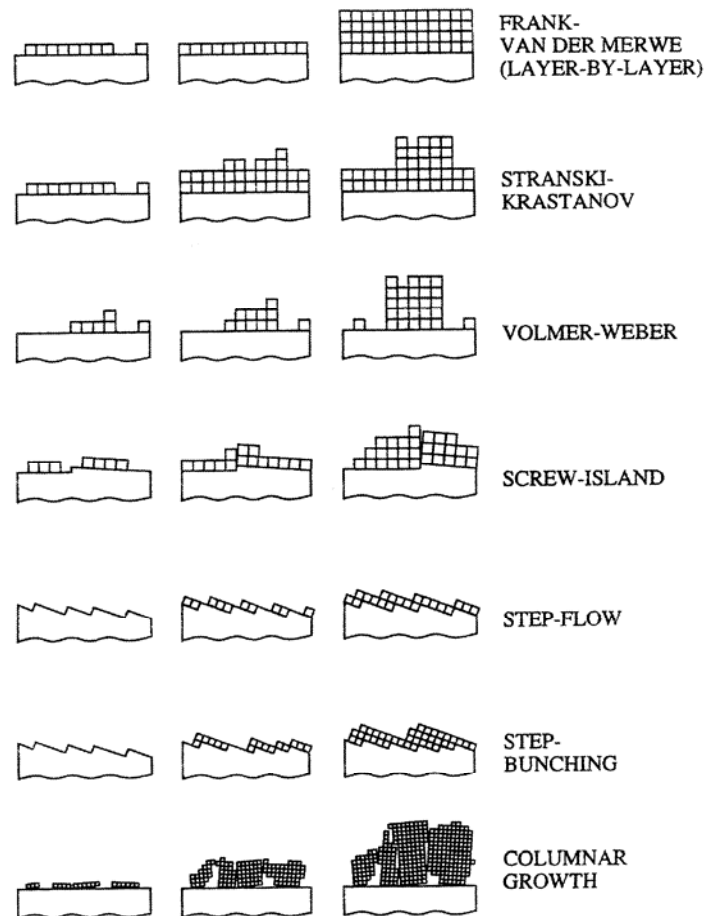 FRANK-
VAN DER MERWE
(LAYER-BY-LAYER)
STRANSKI-
KRASTANOV
VOLMER-WEBER
SCREW-ISLAND
STEP-FLOW
STEP-
BUNCHING
COLUMNAR
GROWTH